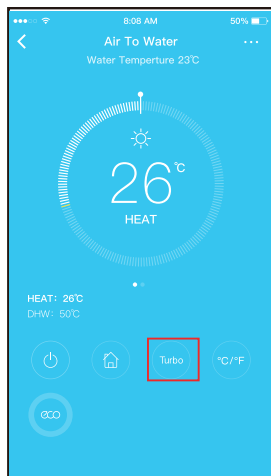 8:08 AM 50%
Air To Water
Water Temperture 23℃
26℃
HEAT
HEAT: 26℃
DHW: 50℃
Turbo °C/°F
eco